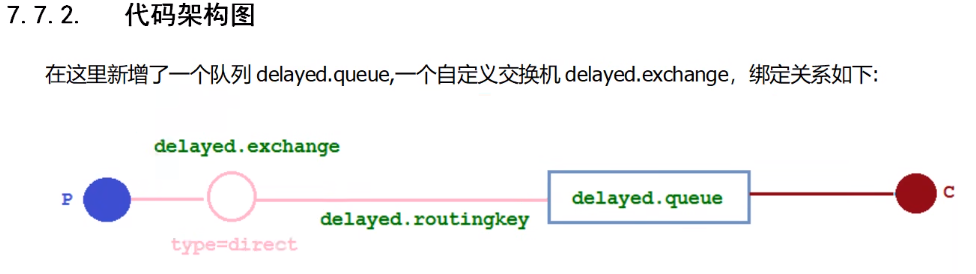 7.7.2. 代码架构图
在这里新增了一个队列 delayed.queue,一个自定义交换机 delayed.exchange，绑定关系如下:
delayed.exchange
P
delayed.queue
C
delayed.routingkey
type=direct